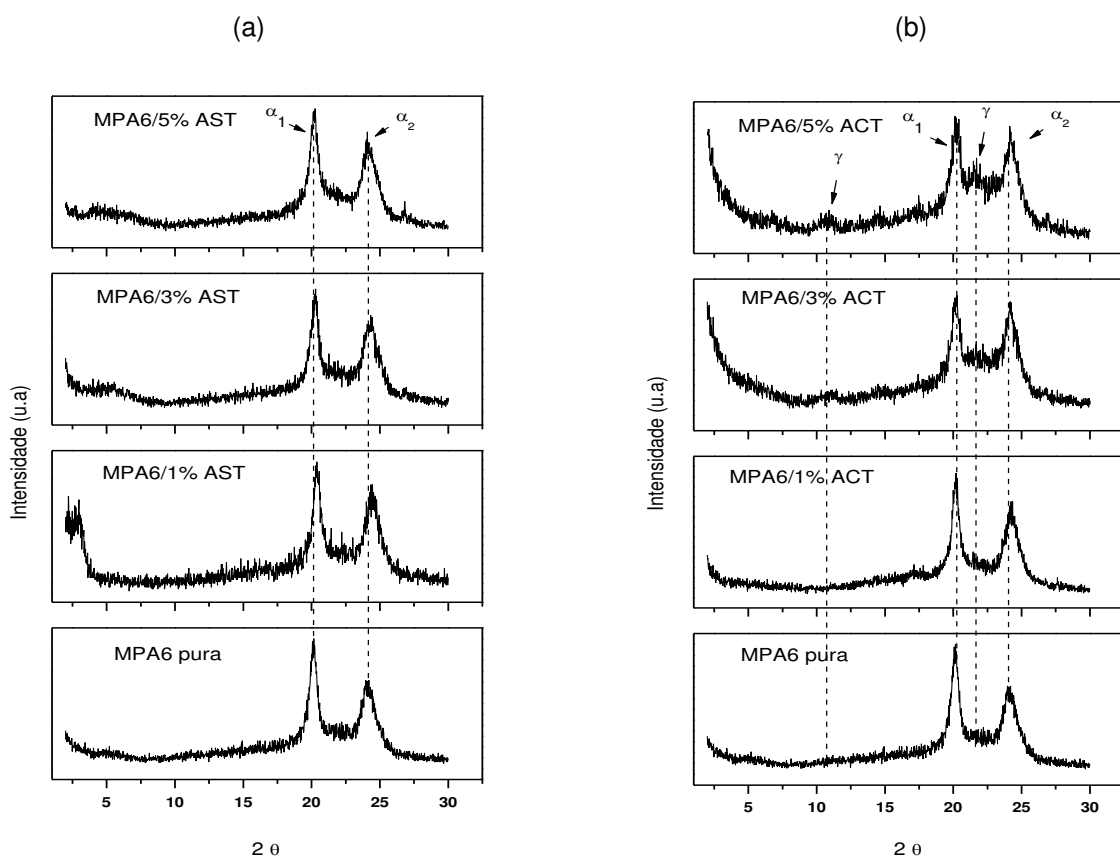 (a)
MPA6/5% AST
α1
α2
MPA6/3% AST
MPA6/1% AST
MPA6 pura
5 10 15 20 25 30
2 θ
Intensidade (u.a)
(b)
MPA6/5% ACT
γ
α1
γ
α2
MPA6/3% ACT
MPA6/1% ACT
MPA6 pura
5 10 15 20 25 30
2 θ
Intensidade (u.a)